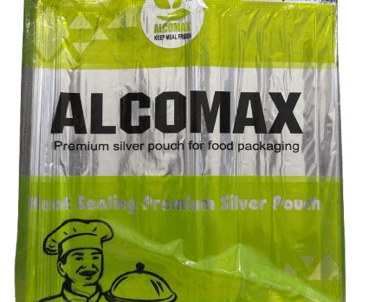 ALCOMAX
KEEP MEAL FRESH
ALCOMAX
Premium silver pouch for food packaging
Heat Sealing Premium Silver Pouch